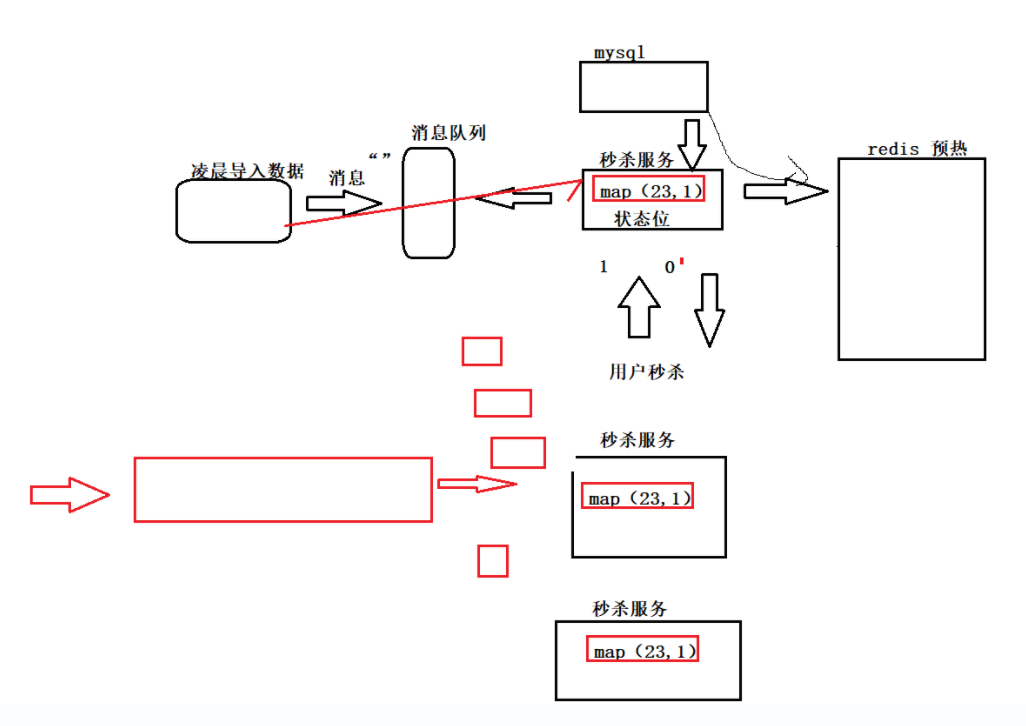 mysql
消息队列
redis 预热
凌晨导入数据
消息
“”
秒杀服务
map（23,1）
状态位
1
0'
用户秒杀
秒杀服务
map（23,1）
秒杀服务
map（23,1）